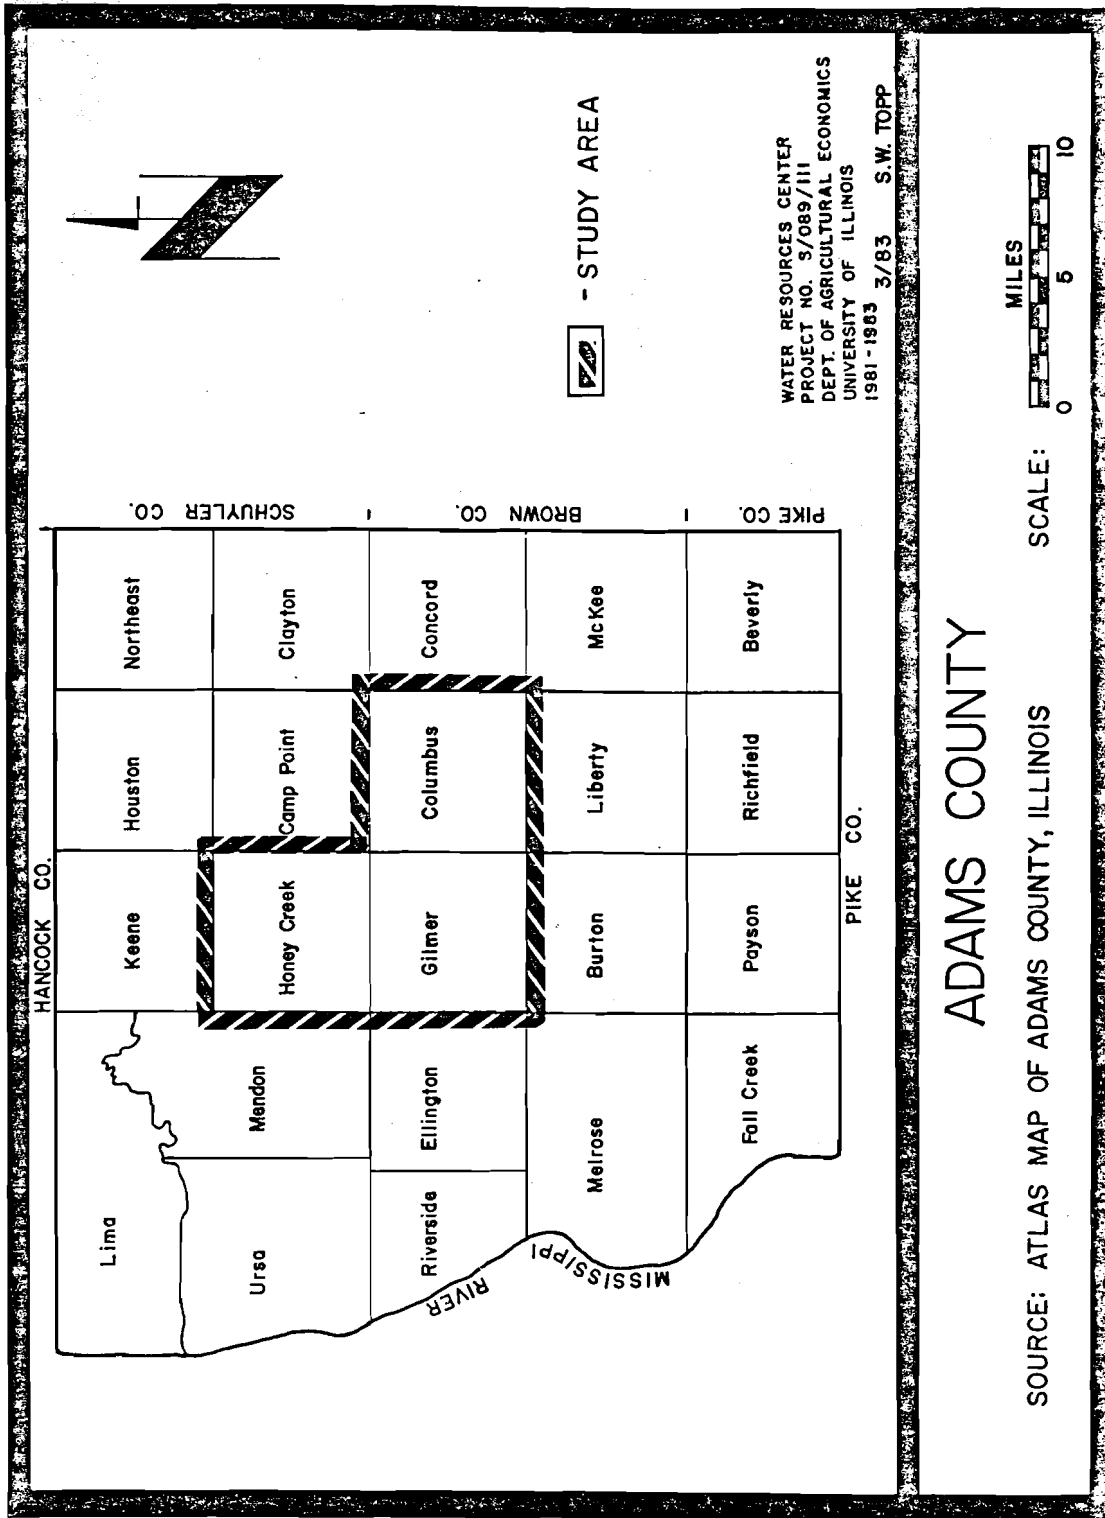 N
- STUDY AREA
WATER RESOURCES CENTER
PROJECT NO. S/089/111
DEPT. OF AGRICULTURAL ECONOMICS
UNIVERSITY OF ILLINOIS
1981-1983 3/83 S.W. TOPP
HANCOCK CO.
Lima
Keene
Houston
Northeast
Ursa
Mendon
Honey Creek
Camp Point
Clayton
SCHUYLER CO.
Riverside
Ellington
Gilmer
Columbus
Concord
BROWN CO.
Melrose
Burton
Liberty
McKee
Fall Creek
Payson
Richfield
Beverly
PIKE CO.
MISSISSIPPI RIVER
PIKE CO.
ADAMS COUNTY
SOURCE: ATLAS MAP OF ADAMS COUNTY, ILLINOIS
SCALE:
MILES
0 5 10